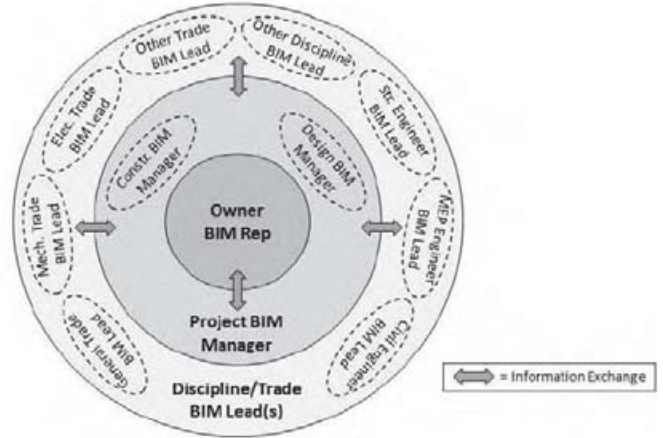 Other Trade
BIM Lead
Other Discipline
BIM Lead
Elec. Trade
BIM Lead
Str. Engineer
BIM Lead
Constr. BIM
Manager
Design BIM
Manager
Mech. Trade
BIM Lead
Owner
BIM Rep
MEP Engineer
BIM Lead
General Trade
BIM Lead
Project BIM
Manager
Civil Engineer
BIM Lead
Discipline/Trade
BIM Lead(s)
= Information Exchange